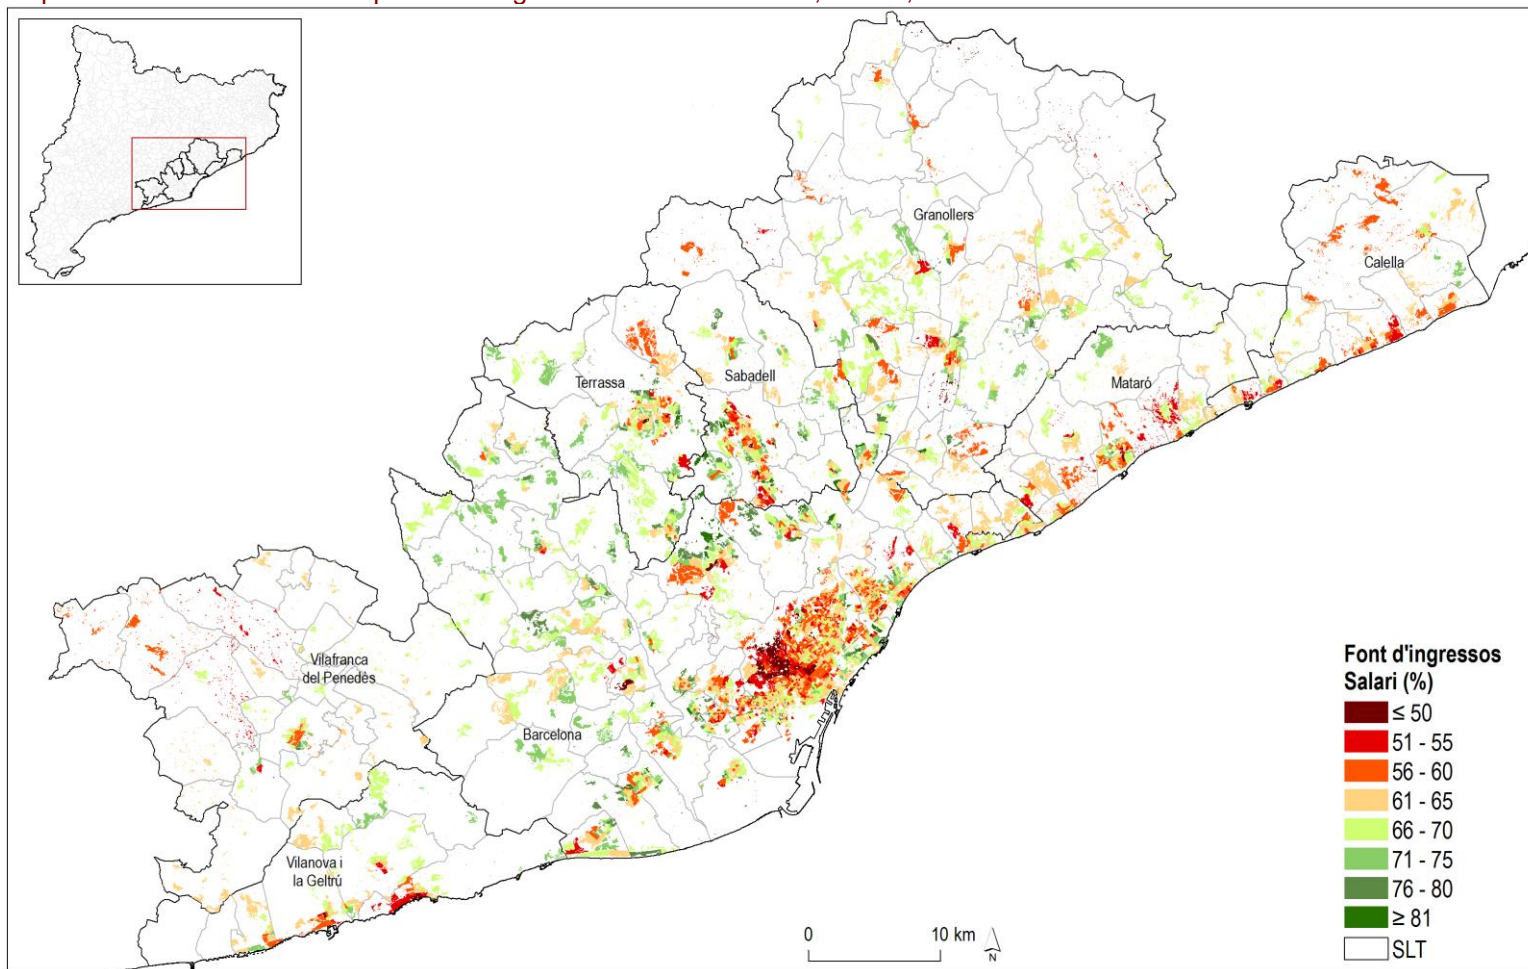 Granollers
Calella
Terrassa
Sabadell
Mataró
Vilafranca
del Penedès
Barcelona
Vilanova i
la Geltrú
Font d'ingressos
Salari (%)
≤ 50
51 - 55
56 - 60
61 - 65
66 - 70
71 - 75
76 - 80
≥ 81
SLT
0 10 km
N